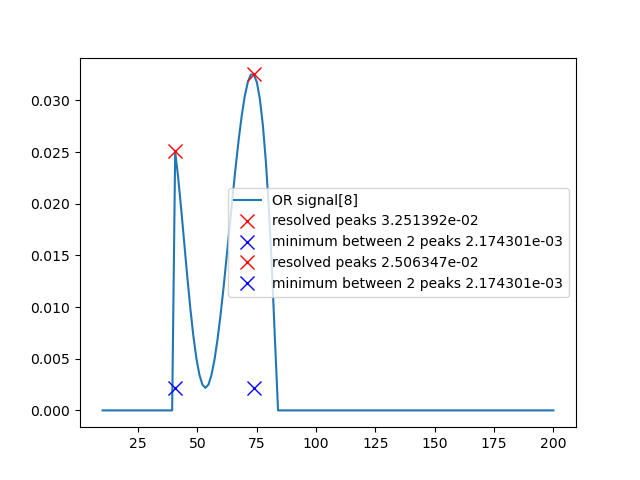 0.030
0.025
0.020
0.015
0.010
0.005
0.000
OR signal[8]
resolved peaks 3.251392e-02
minimum between 2 peaks 2.174301e-03
resolved peaks 2.506347e-02
minimum between 2 peaks 2.174301e-03
25 50 75 100 125 150 175 200